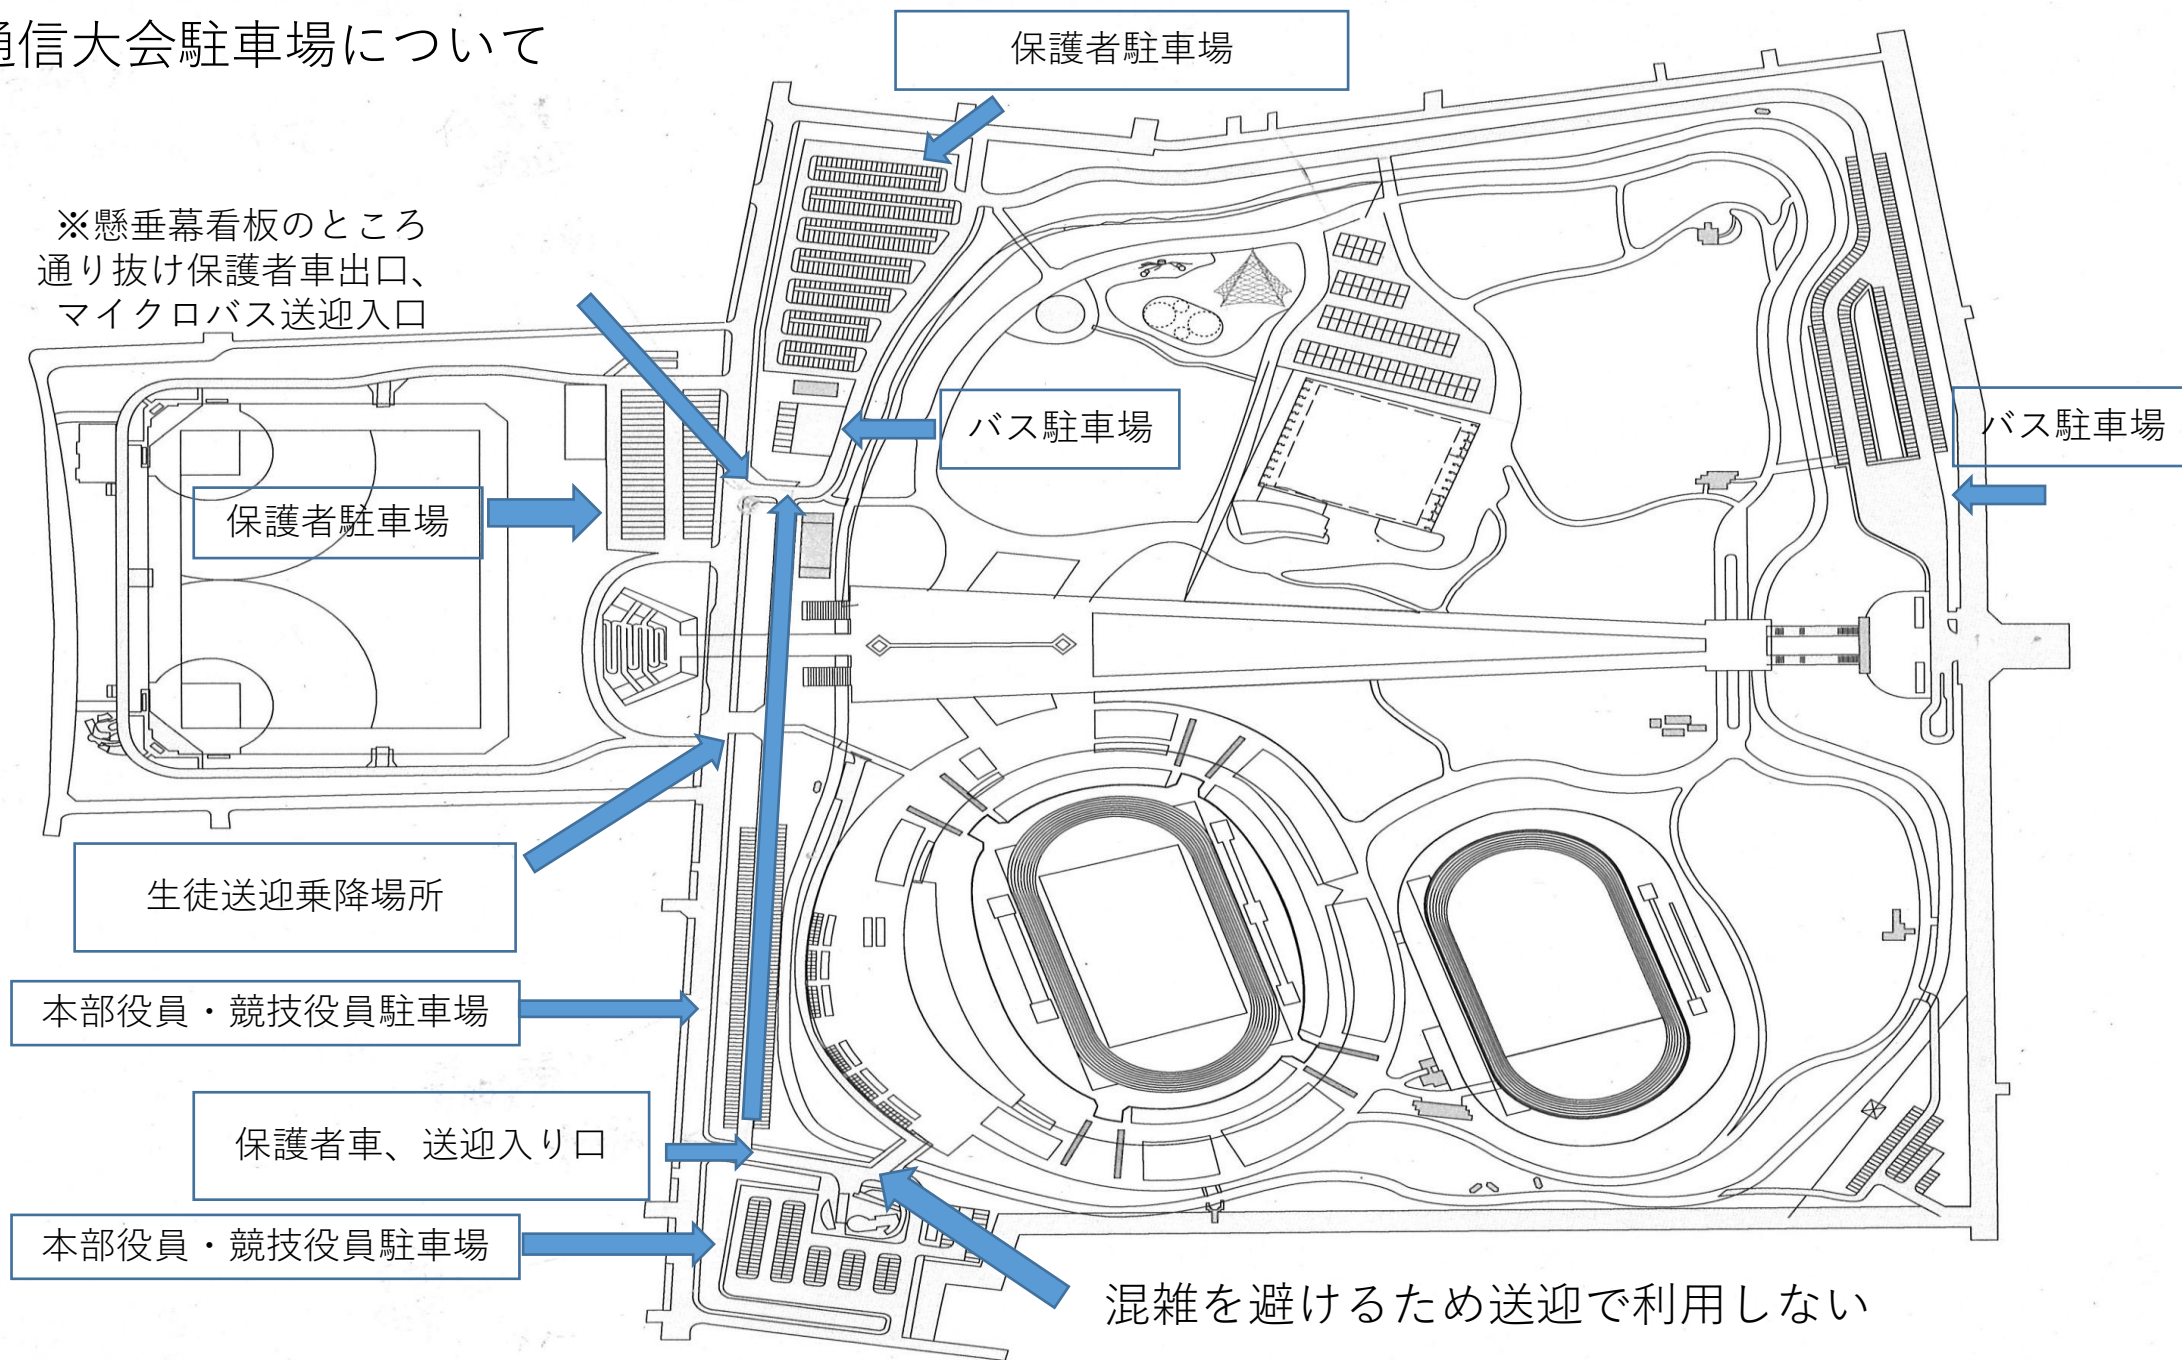 通信大会駐車場について
保護者駐車場
※懸垂幕看板のところ
通り抜け保護者車出口、
マイクロバス送迎入口
バス駐車場
バス駐車場
保護者駐車場
生徒送迎乗降場所
本部役員・競技役員駐車場
保護者車、送迎入り口
本部役員・競技役員駐車場
混雑を避けるため送迎で利用しない